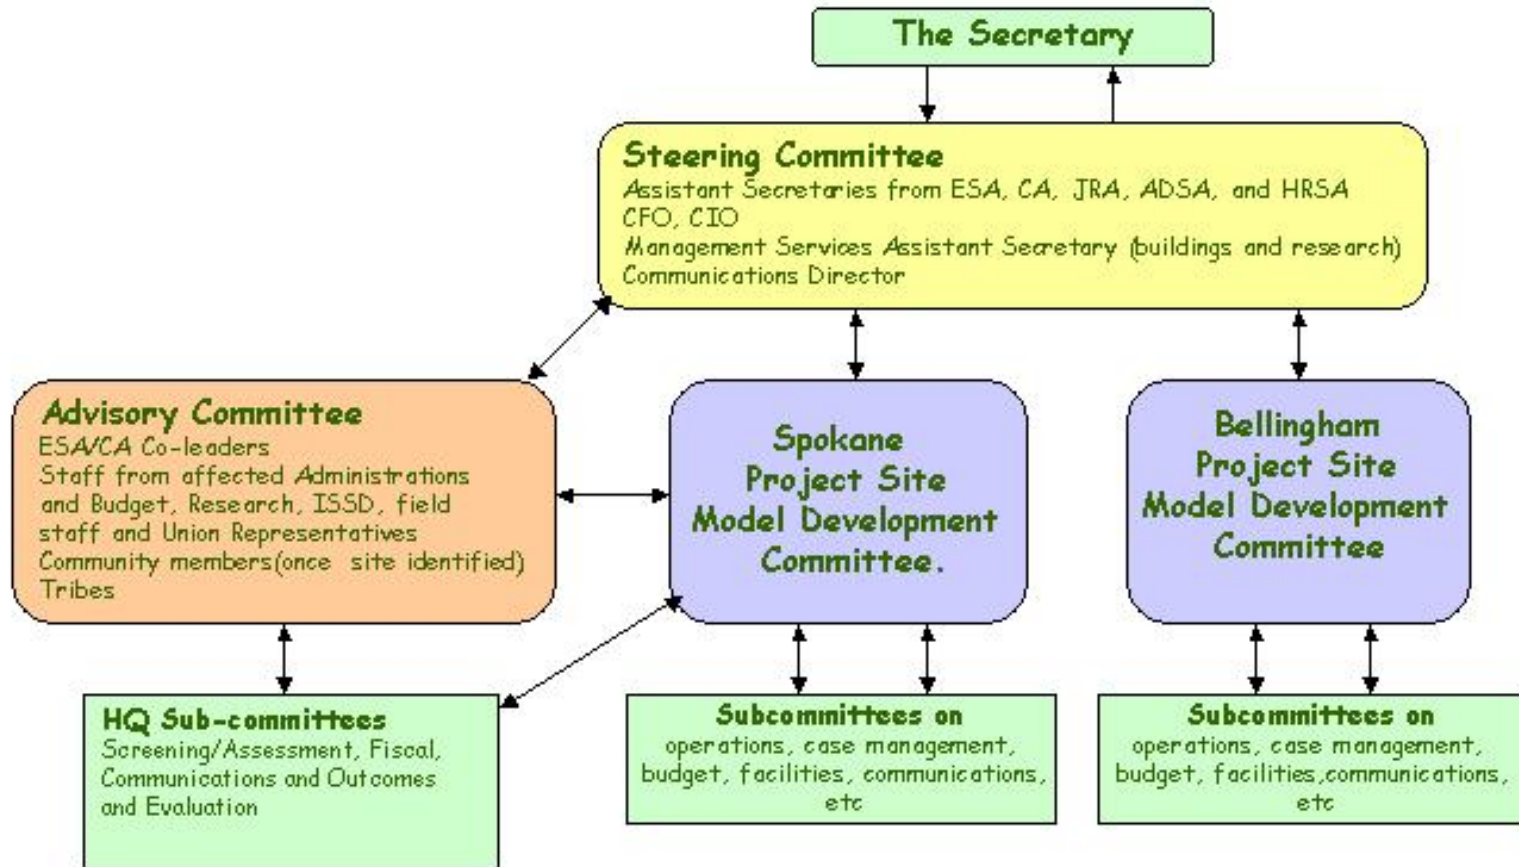 The Secretary
Steering Committee
Assistant Secretaries from ESA, CA, JRA, ADSA, and HRSA
CFO, CIO
Management Services Assistant Secretary (buildings and research)
Communications Director
Advisory Committee
ESA/CA Co-leaders
Staff from affected Administrations
and Budget, Research, ISSD, field
staff and Union Representatives
Community members(once site identified)
Tribes
Spokane
Project Site
Model Development
Committee.
Bellingham
Project Site
Model Development
Committee
HQ Sub-committees
Screening/Assessment, Fiscal,
Communications and Outcomes
and Evaluation
Subcommittees on
operations, case management,
budget, facilities, communications,
etc
Subcommittees on
operations, case management,
budget, facilities,communications,
etc